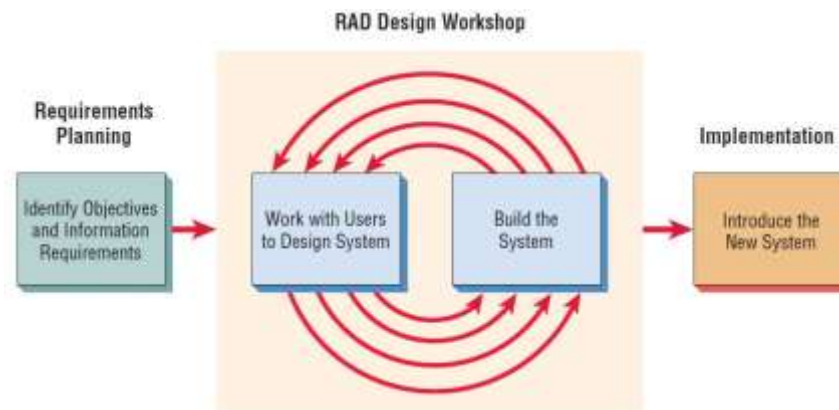 RAD Design Workshop
Requirements
Planning
Identify Objectives
and Information
Requirements
Work with Users
to Design System
Build the
System
Implementation
Introduce the
New System